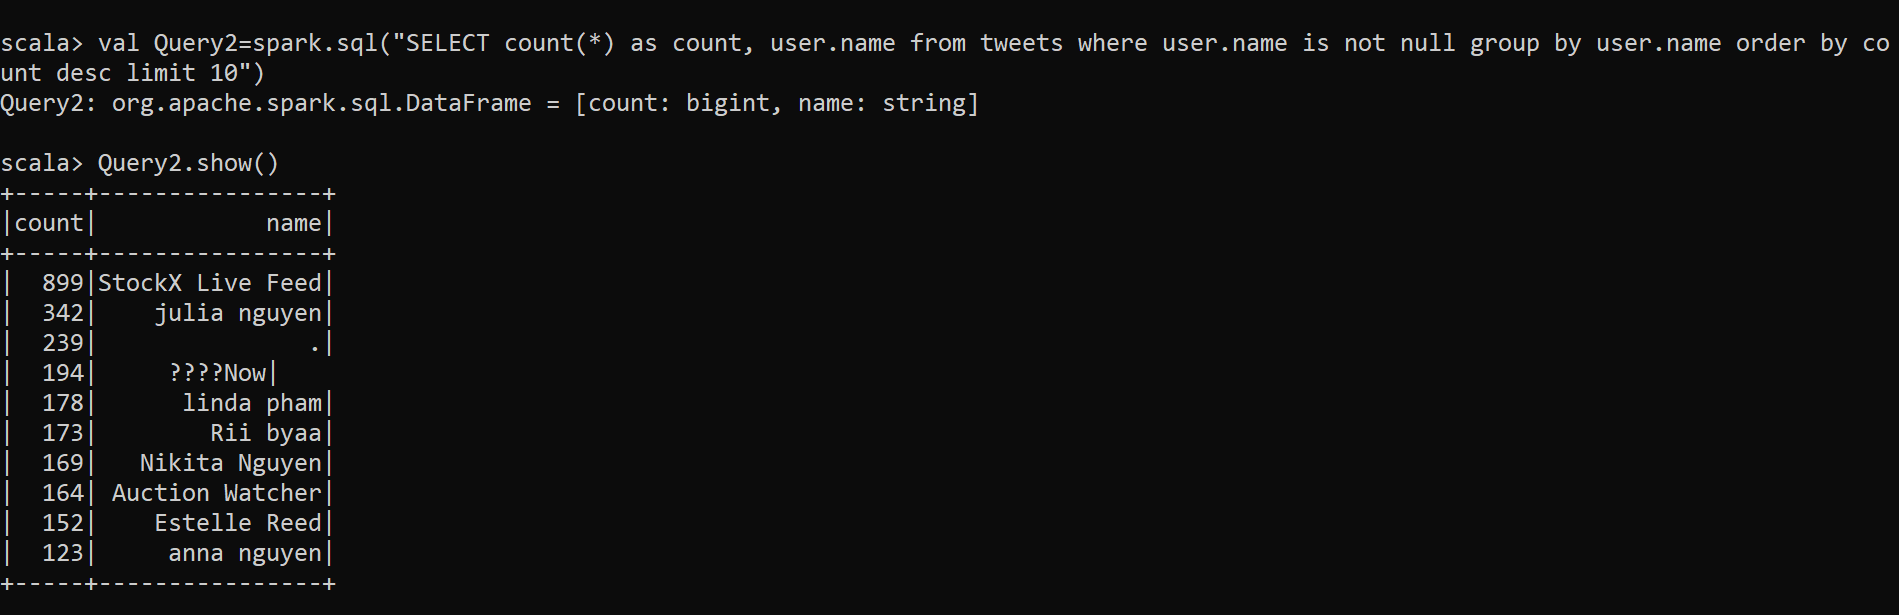 scala> val Query2=spark.sql("SELECT count(*) as count, user.name from tweets where user.name is not null group by user.name order by co
unt desc limit 10")
Query2: org.apache.spark.sql.DataFrame = [count: bigint, name: string]
scala> Query2.show()
+-----+----------------+
|count|            name|
+-----+----------------+
|  899|StockX Live Feed|
|  342|    julia nguyen|
|  239|               .|
|  194|     ????Now|
|  178|      linda pham|
|  173|        Rii byaa|
|  169|   Nikita Nguyen|
|  164| Auction Watcher|
|  152|    Estelle Reed|
|  123|     anna nguyen|
+-----+----------------+